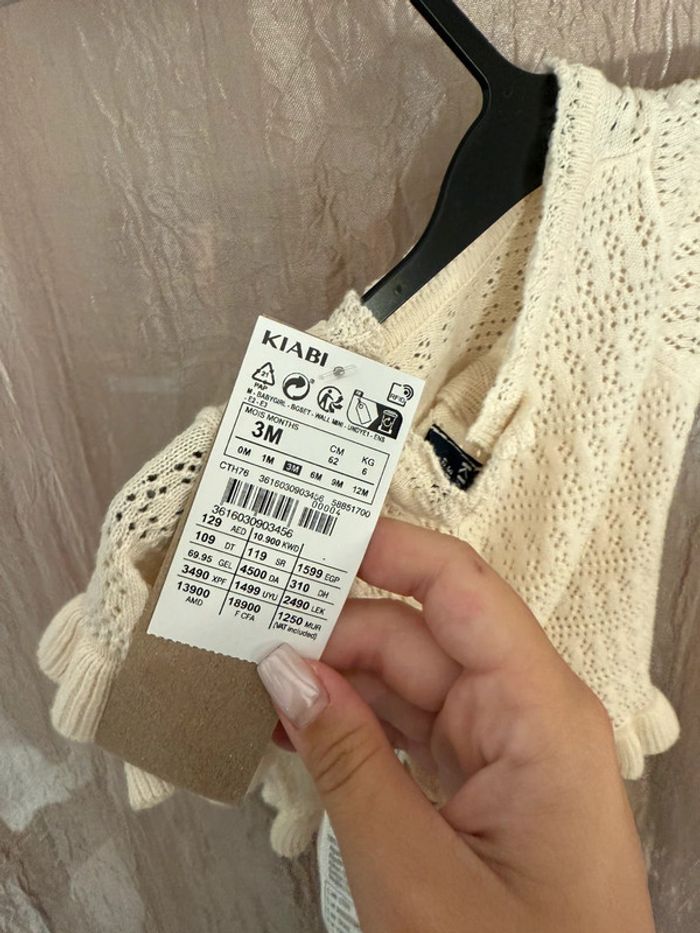 KIABI
21
PAP
RFID
M - BABYGIRL - BGSET - WALL MINI - UNDYE1 - ENS
- E2 - E3
MOIS MONTHS CM KG
3M 62 6
0M 1M 3M 6M 9M 12M
CTH76 3616030903456 58851700
00004
3616030903456
129 AED 10.900 KWD -
109 DT 119 SR 1599 EGP
69.95 GEL 4500 DA 310 DH
3490 XPF 1499 UYU 2490 LEK
13900 AMD 18900 F CFA 1250 MUR
(VAT included)